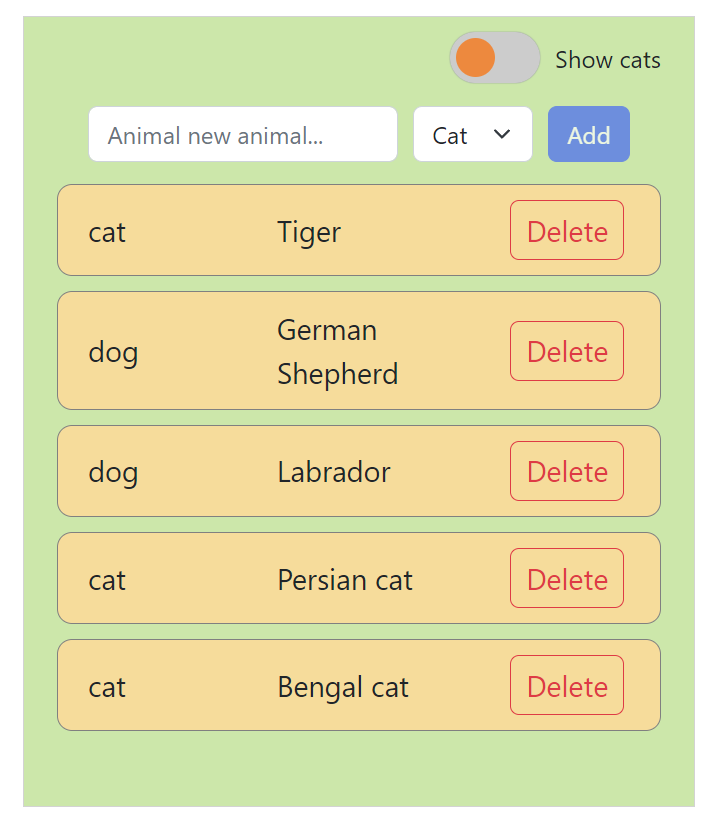 Show cats
Animal new animal... Cat Add
cat Tiger Delete
dog German Shepherd Delete
dog Labrador Delete
cat Persian cat Delete
cat Bengal cat Delete